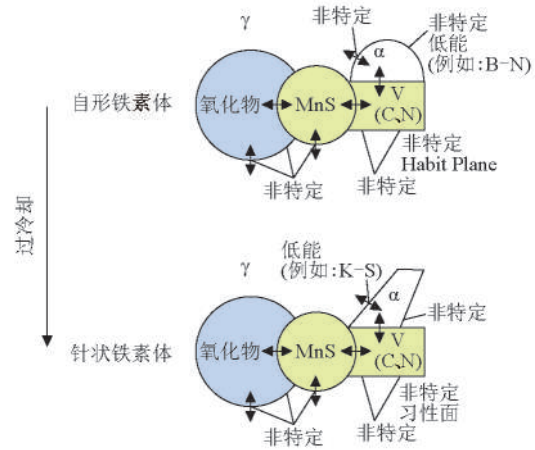 γ
非特定
非特定
低能
(例如:B-N)
α
自形铁素体
氧化物
MnS
V
(C、N)
非特定
Habit Plane
非特定
非特定
过冷却
γ
低能
(例如:K-S)
α
非特定
针状铁素体
氧化物
MnS
V
(C、N)
非特定
习性面
非特定
非特定